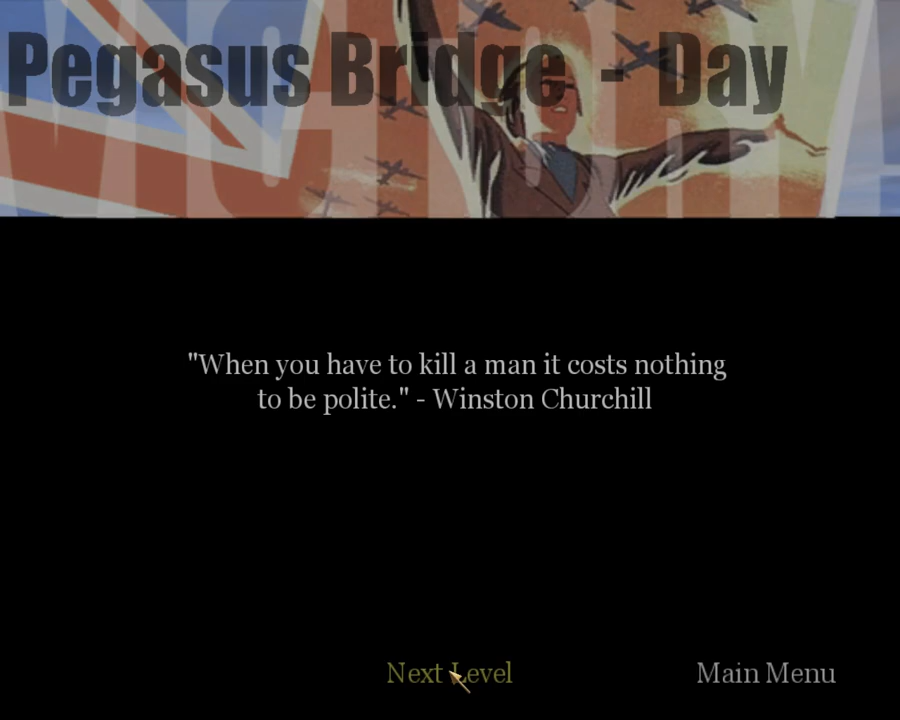 Pegasus Bridge - Day
VICTORY
"When you have to kill a man it costs nothing
to be polite." - Winston Churchill
Next Level
Main Menu